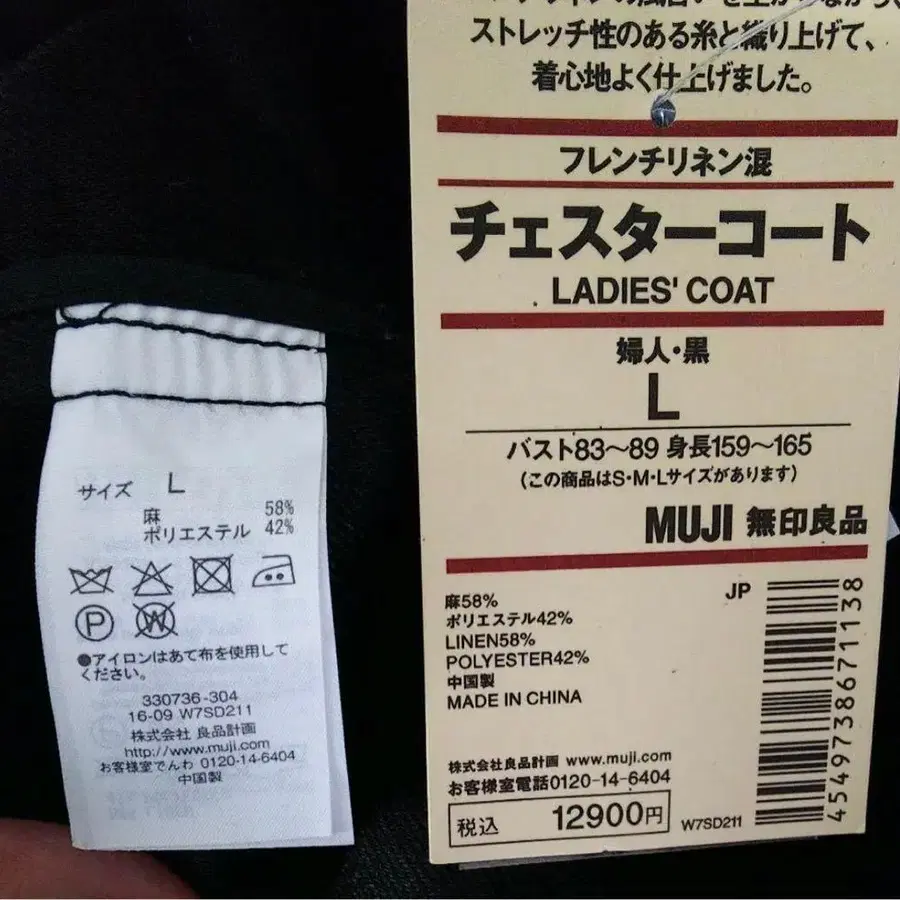 サイズ L
麻 58%
ポリエステル 42%
P
W
●アイロンはあて布を使用して
ください。
330736-304
16-09 W7SD211
株式会社 良品計画
http://www.muji.com
お客様室でんわ 0120-14-6404
中国製
ストレッチ性のある糸と織り上げて、
着心地よく仕上げました。
フレンチリネン混
チェスターコート
LADIES' COAT
婦人・黒
L
バスト83〜89 身長159〜165
(この商品はS・M・Lサイズがあります)
MUJI 無印良品
麻58%
ポリエステル42%
LINEN58%
POLYESTER42%
中国製
MADE IN CHINA
JP
4549738671138
株式会社良品計画 www.muji.com
お客様室電話0120-14-6404
税込 12900円
W7SD211